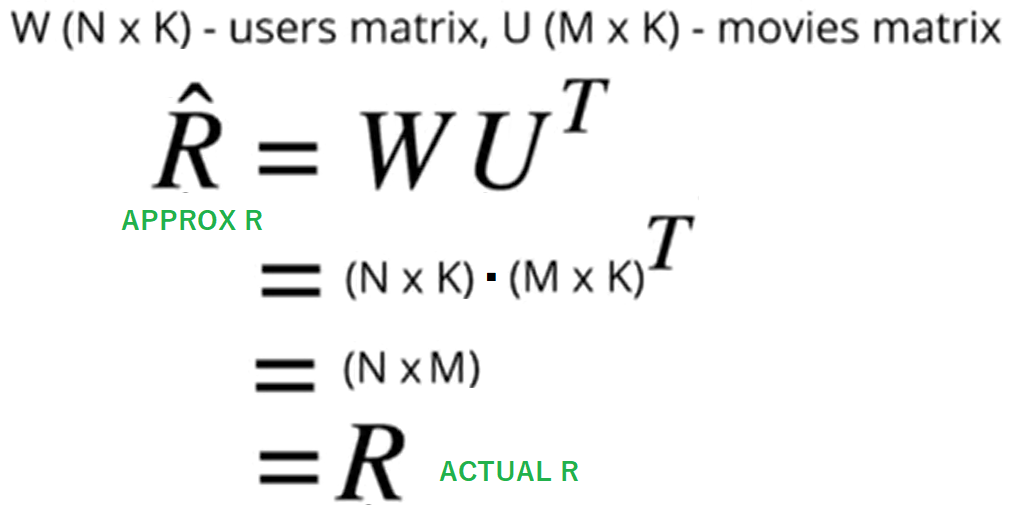 W (N x K) - users matrix, U (M x K) - movies matrix
R̂ = W U^T
APPROX R
= (N x K) · (M x K)^T
= (N x M)
= R ACTUAL R